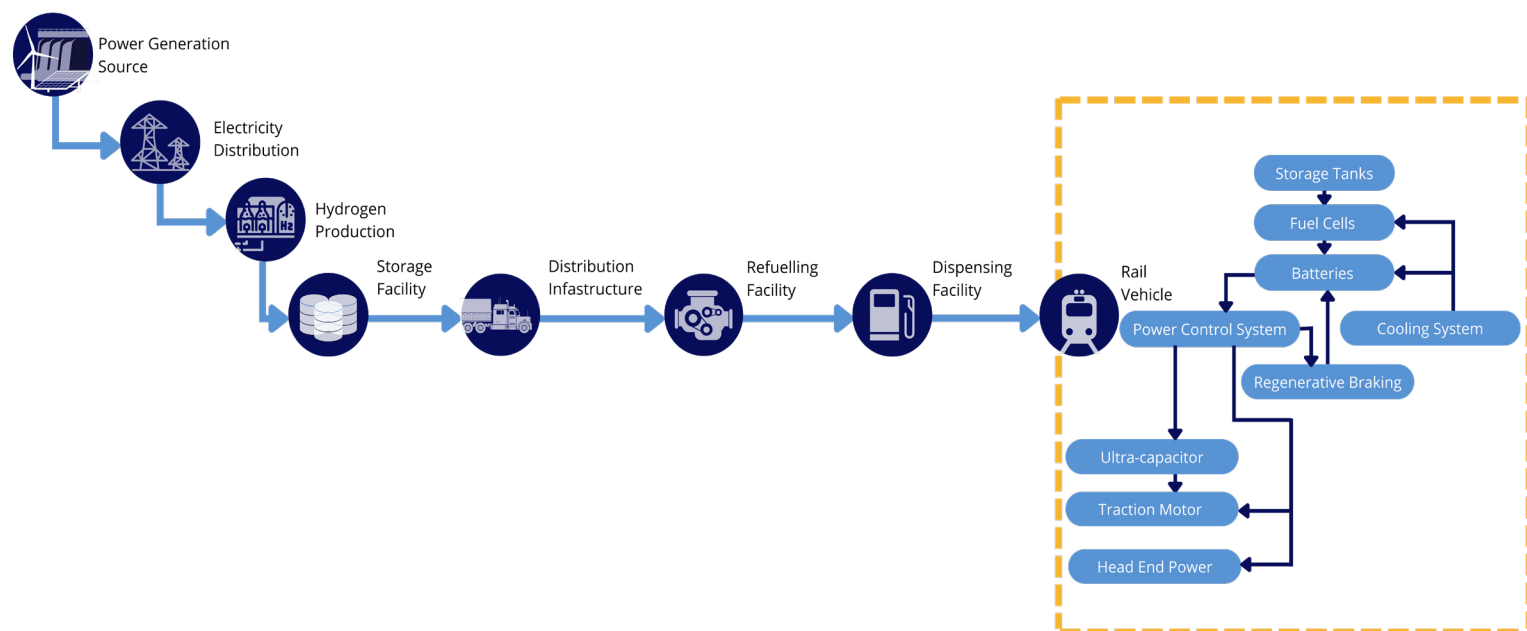 Power Generation
Source
Electricity
Distribution
Hydrogen
Production
H2
Storage
Facility
Distribution
Infastructure
Refuelling
Facility
Dispensing
Facility
Rail
Vehicle
Storage Tanks
Fuel Cells
Batteries
Power Control System
Cooling System
Regenerative Braking
Ultra-capacitor
Traction Motor
Head End Power